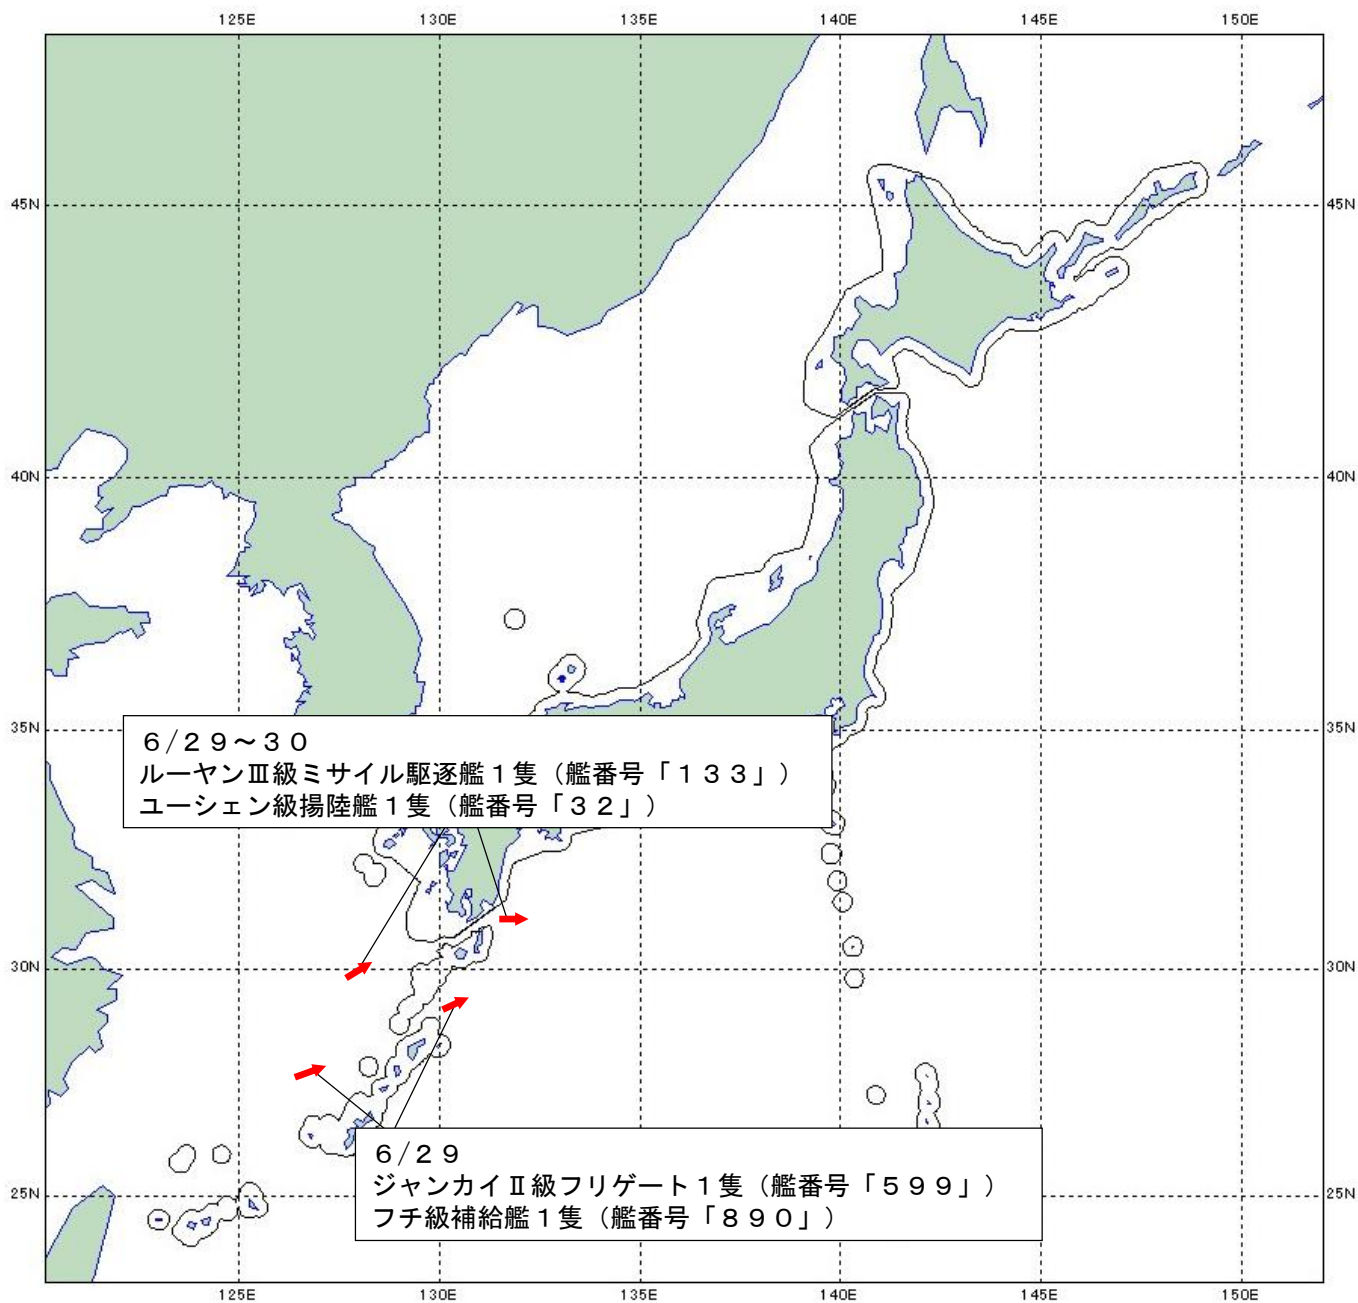 125E 130E 135E 140E 145E 150E
45N 45N
40N 40N
35N 35N
6/29～30
ルーヤンⅢ級ミサイル駆逐艦1隻（艦番号「133」）
ユーシェン級揚陸艦1隻（艦番号「32」）
30N 30N
6/29
ジャンカイⅡ級フリゲート1隻（艦番号「599」）
フチ級補給艦1隻（艦番号「890」）
25N 25N
125E 130E 135E 140E 145E 150E